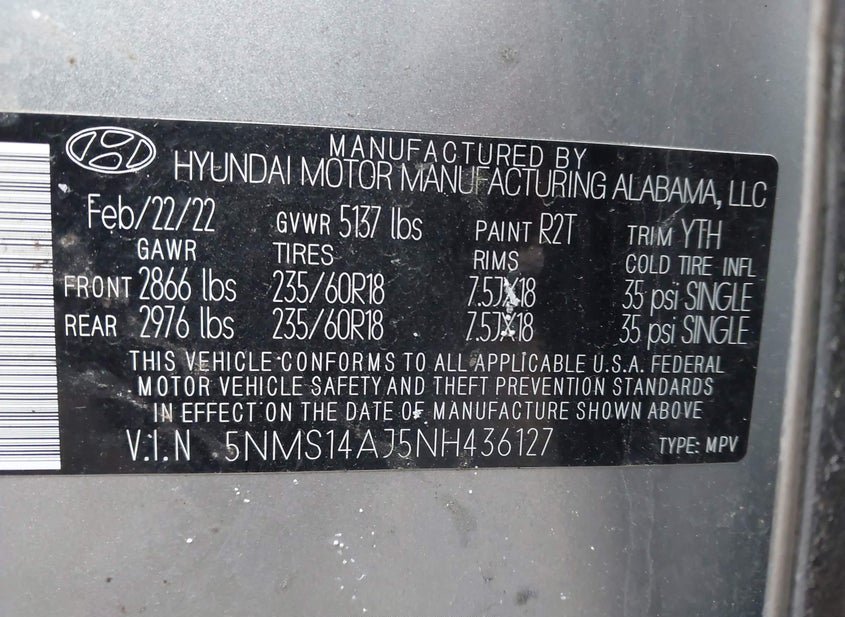 MANUFACTURED BY
HYUNDAI MOTOR MANUFACTURING ALABAMA, LLC
Feb/22/22 GVWR 5137 lbs PAINT R2T TRIM YTH
GAWR TIRES RIMS COLD TIRE INFL
FRONT 2866 lbs 235/60R18 7.5JX18 35 psi SINGLE
REAR 2976 lbs 235/60R18 7.5JX18 35 psi SINGLE
THIS VEHICLE CONFORMS TO ALL APPLICABLE U.S.A. FEDERAL
MOTOR VEHICLE SAFETY AND THEFT PREVENTION STANDARDS
IN EFFECT ON THE DATE OF MANUFACTURE SHOWN ABOVE
V.I.N 5NMS14AJ5NH436127 TYPE: MPV